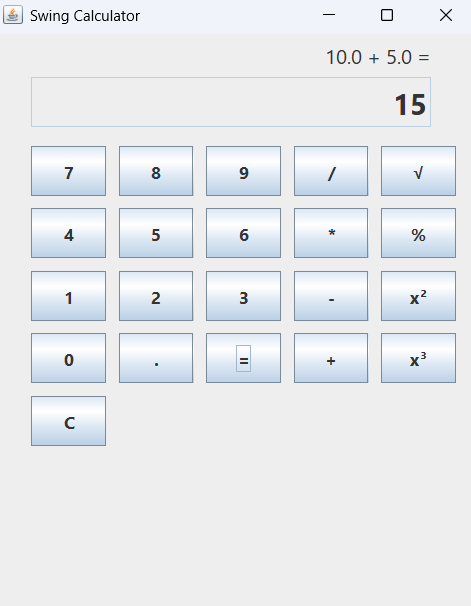 Swing Calculator
10.0 + 5.0 =
15
7 8 9 / √
4 5 6 * %
1 2 3 - x²
0 . = + x³
C